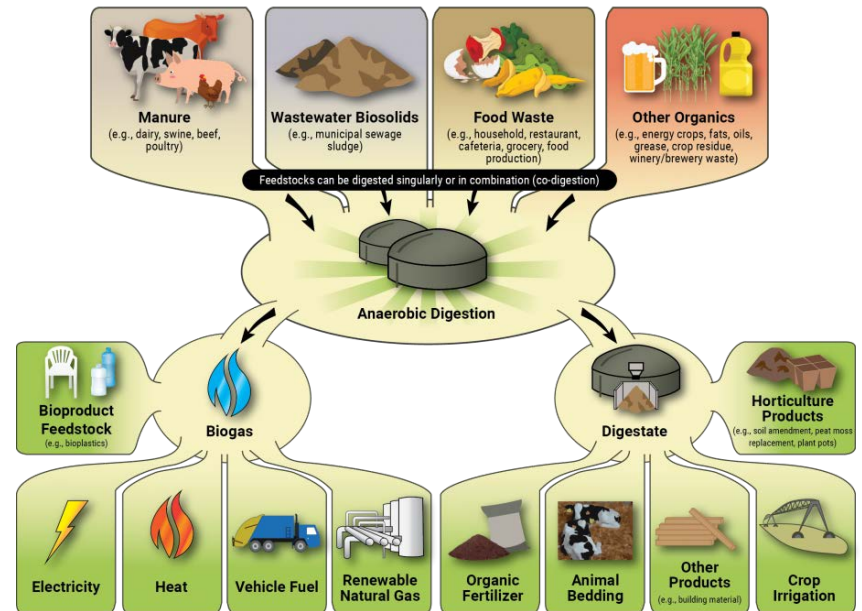 Manure
(e.g., dairy, swine, beef,
poultry)
Wastewater Biosolids
(e.g., municipal sewage
sludge)
Food Waste
(e.g., household, restaurant,
cafeteria, grocery, food
production)
Other Organics
(e.g., energy crops, fats, oils,
grease, crop residue,
winery/brewery waste)
Feedstocks can be digested singularly or in combination (co-digestion)
Anaerobic Digestion
Bioproduct
Feedstock
(e.g., bioplastics)
Biogas
Digestate
Horticulture
Products
(e.g., soil amendment, peat moss
replacement, plant pots)
Electricity
Heat
Vehicle Fuel
Renewable
Natural Gas
Organic
Fertilizer
Animal
Bedding
Other
Products
(e.g., building material)
Crop
Irrigation